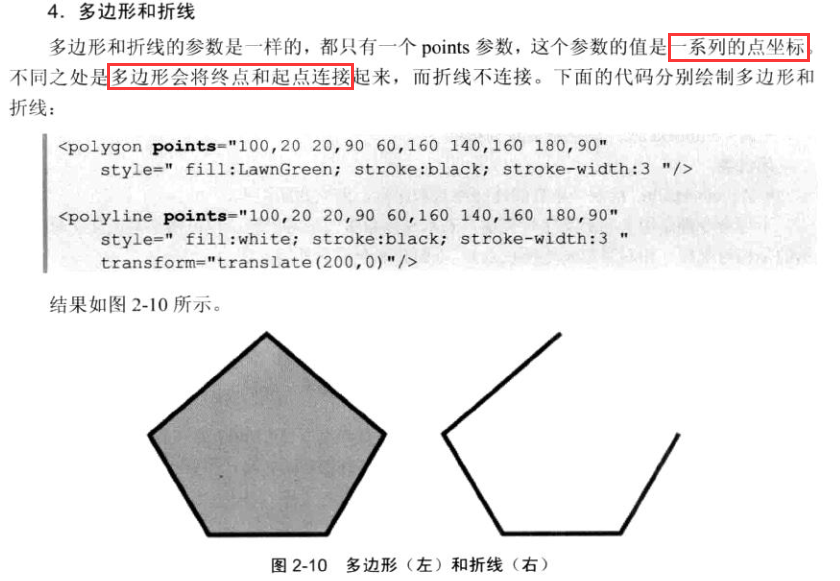 4. 多边形和折线
多边形和折线的参数是一样的，都只有一个 points 参数，这个参数的值是一系列的点坐标。
不同之处是多边形会将终点和起点连接起来，而折线不连接。下面的代码分别绘制多边形和
折线：
<polygon points="100,20 20,90 60,160 140,160 180,90"
style=" fill:LawnGreen; stroke:black; stroke-width:3 "/>
<polyline points="100,20 20,90 60,160 140,160 180,90"
style=" fill:white; stroke:black; stroke-width:3 "
transform="translate(200,0)"/>
结果如图 2-10 所示。
图 2-10 多边形（左）和折线（右）